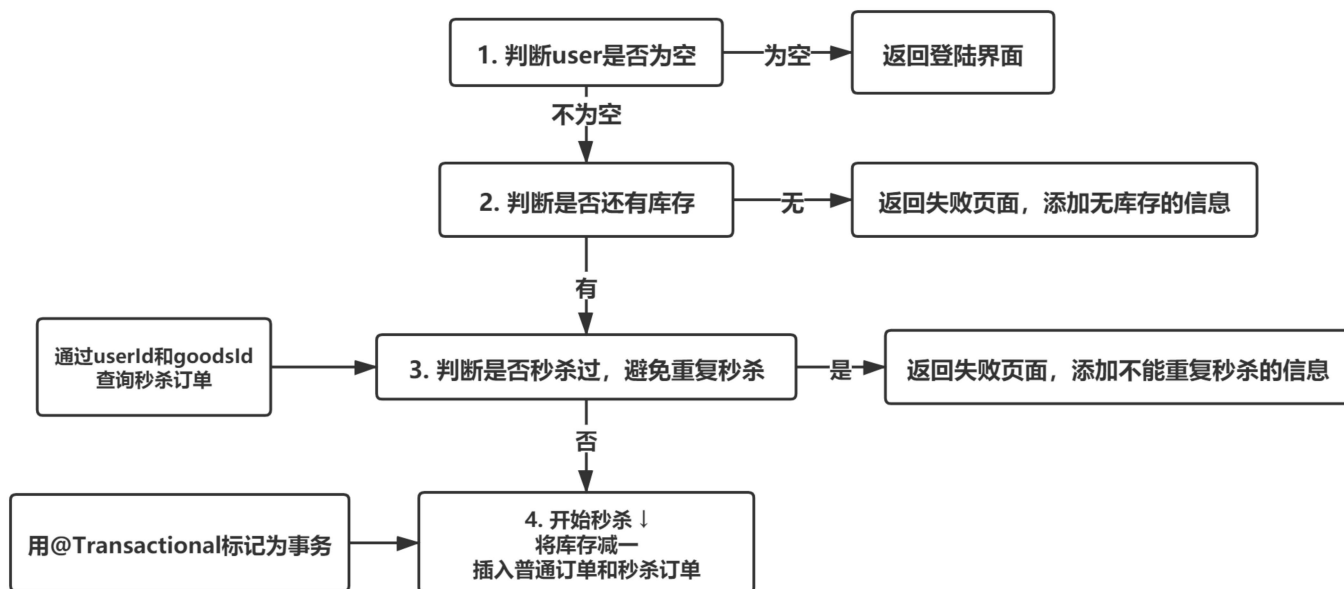 1. 判断user是否为空
为空
返回登陆界面
不为空
2. 判断是否还有库存
无
返回失败页面，添加无库存的信息
有
通过userId和goodsId
查询秒杀订单
3. 判断是否秒杀过，避免重复秒杀
是
返回失败页面，添加不能重复秒杀的信息
否
用@Transactional标记为事务
4. 开始秒杀↓
将库存减一
插入普通订单和秒杀订单